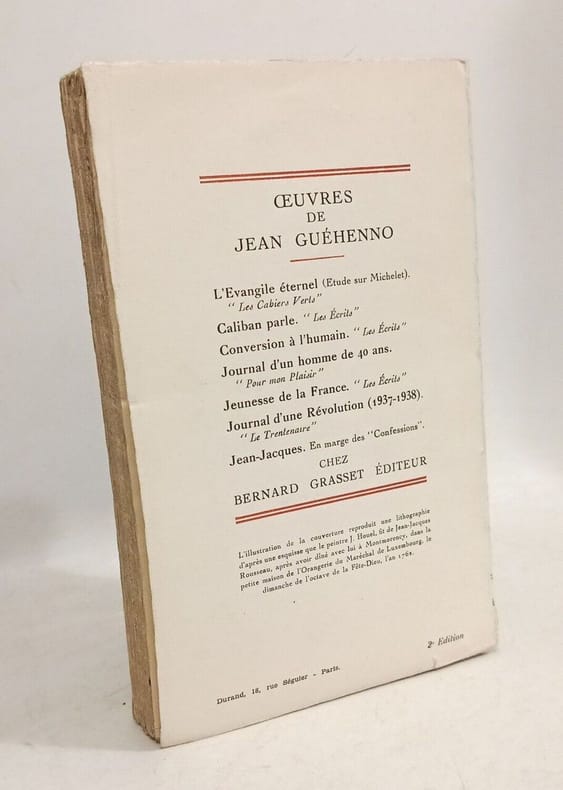 ŒUVRES
DE
JEAN GUÉHENNO
L'Evangile éternel (Etude sur Michelet).
“ Les Cahiers Verts”
Caliban parle. “ Les Écrits”
Conversion à l'humain. “ Les Écrits”
Journal d'un homme de 40 ans.
“ Pour mon Plaisir”
Jeunesse de la France. “ Les Écrits”
Journal d'une Révolution (1937-1938).
“ Le Trentenaire”
Jean-Jacques. En marge des “Confessions”.
CHEZ
BERNARD GRASSET ÉDITEUR
L'illustration de la couverture reproduit une lithographie
d'après une esquisse que le peintre J. Houel, fit de Jean-Jacques
Rousseau, après avoir dîné avec lui à Montmorency, dans la
petite maison de l'Orangerie du Maréchal de Luxembourg, le
dimanche de l'octave de la Fête-Dieu, l'an 1762.
2e Edition
Durand, 18, rue Séguier - Paris.